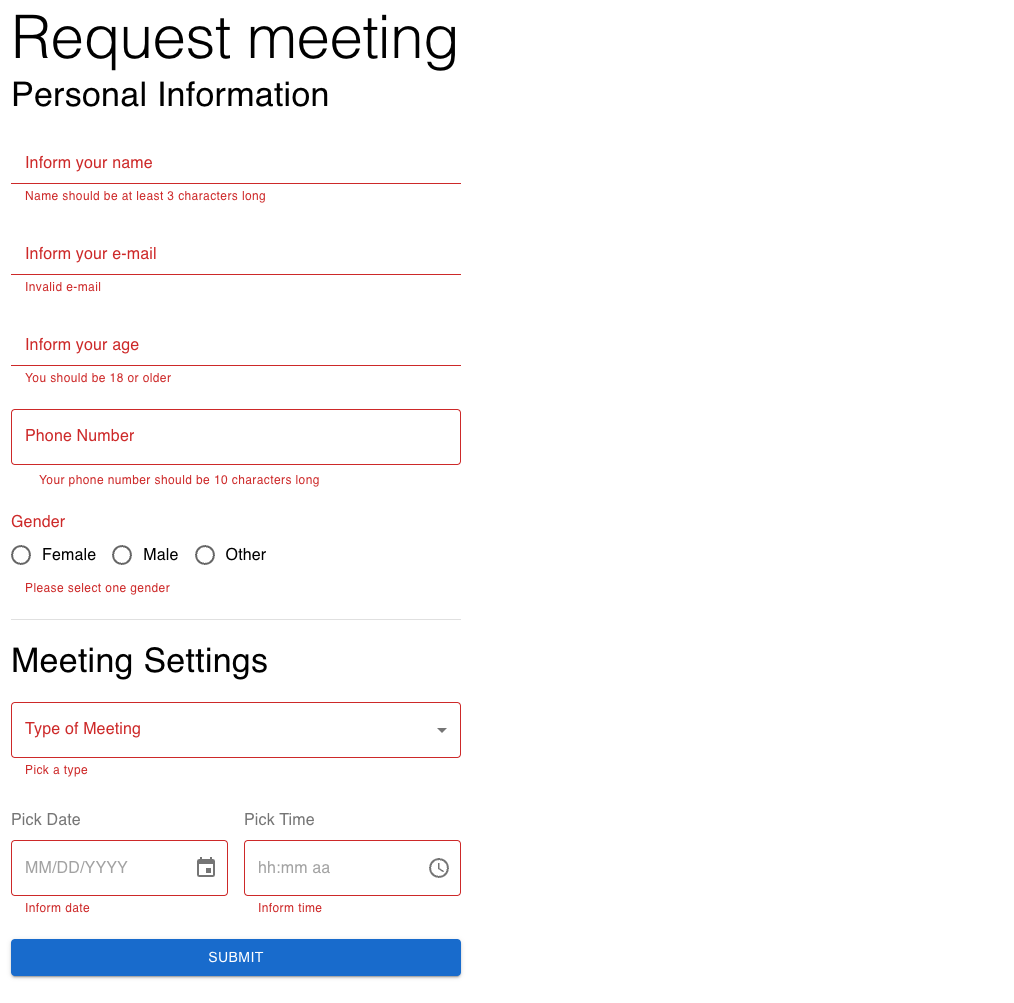 Request meeting
Personal Information
Inform your name
Name should be at least 3 characters long
Inform your e-mail
Invalid e-mail
Inform your age
You should be 18 or older
Phone Number
Your phone number should be 10 characters long
Gender
Female Male Other
Please select one gender
Meeting Settings
Type of Meeting
Pick a type
Pick Date Pick Time
MM/DD/YYYY hh:mm aa
Inform date Inform time
SUBMIT